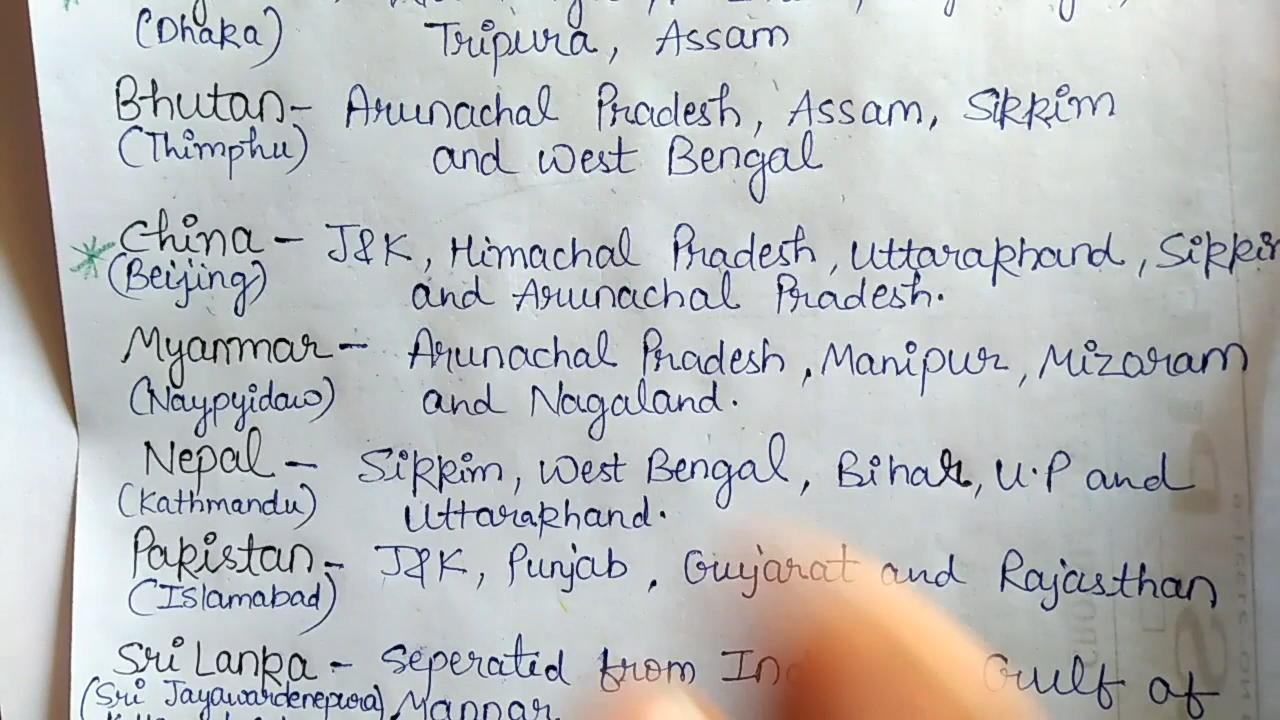 (Dhaka) Tripura, Assam
Bhutan- Arunachal Pradesh, Assam, Sikkim
(Thimphu) and West Bengal
China - J&K, Himachal Pradesh, Uttarakhand, Sikkim
(Beijing) and Arunachal Pradesh.
Myanmar- Arunachal Pradesh, Manipur, Mizoram
(Naypyidaw) and Nagaland.
Nepal - Sikkim, West Bengal, Bihar, U.P and
(Kathmandu) Uttarakhand.
Pakistan- J&K, Punjab, Gujarat and Rajasthan
(Islamabad)
Sri Lanka - Seperated from Gulf of
(Sri Jayawardenepura) Mannar